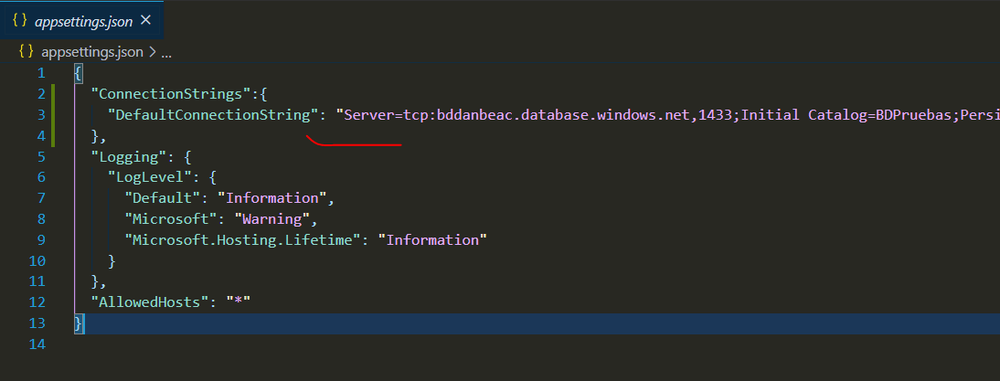 {} appsettings.json ×
{} appsettings.json > ...
1 {
2 "ConnectionStrings":{
3 "DefaultConnectionString": "Server=tcp:bddanbeac.database.windows.net,1433;Initial Catalog=BDPruebas;Persi
4 },
5 "Logging": {
6 "LogLevel": {
7 "Default": "Information",
8 "Microsoft": "Warning",
9 "Microsoft.Hosting.Lifetime": "Information"
10 }
11 },
12 "AllowedHosts": "*"
13 }
14